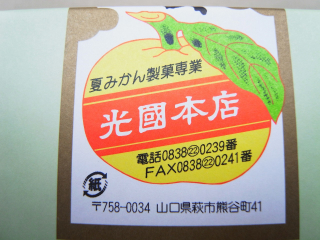 夏みかん製菓専業
光國本店
電話0838㉒0239番
FAX0838㉒0241番
紙
〒758-0034 山口県萩市熊谷町41